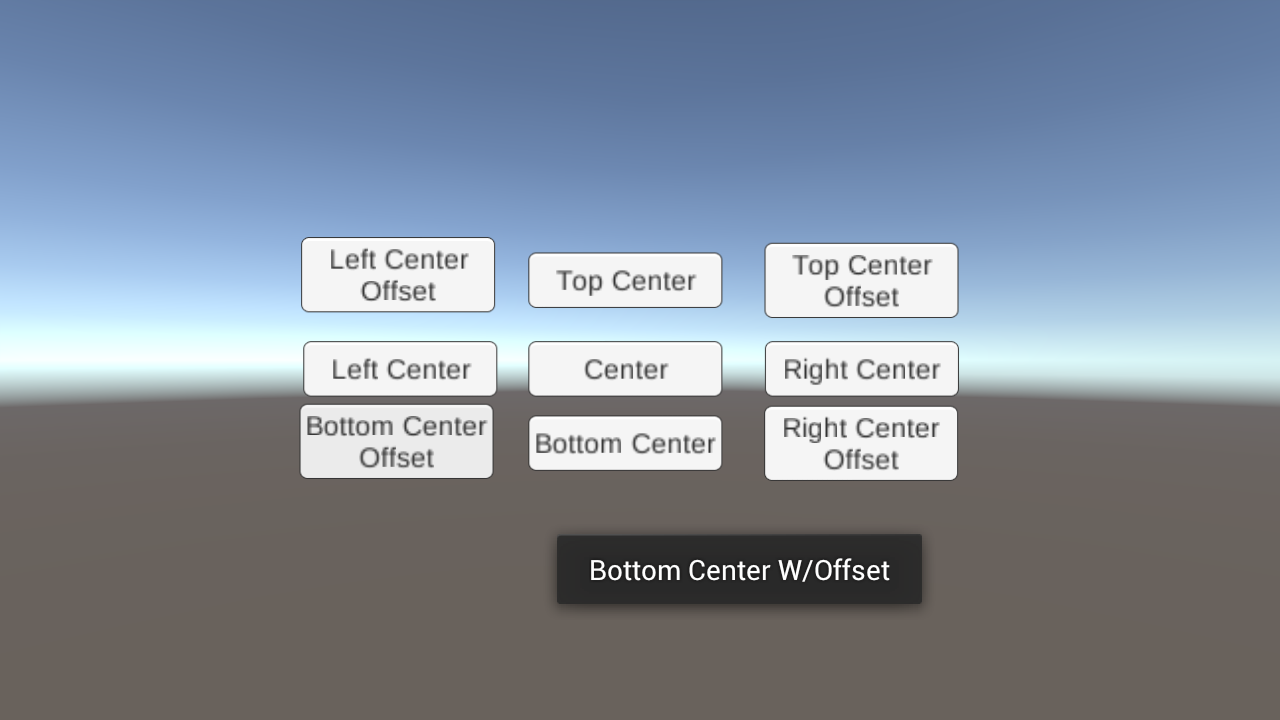 Left Center
Offset
Top Center
Top Center
Offset
Left Center
Center
Right Center
Bottom Center
Offset
Bottom Center
Right Center
Offset
Bottom Center W/Offset